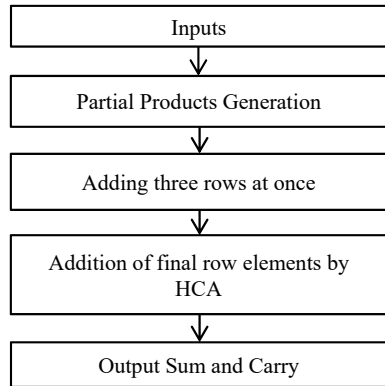 Inputs
Partial Products Generation
Adding three rows at once
Addition of final row elements by
HCA
Output Sum and Carry